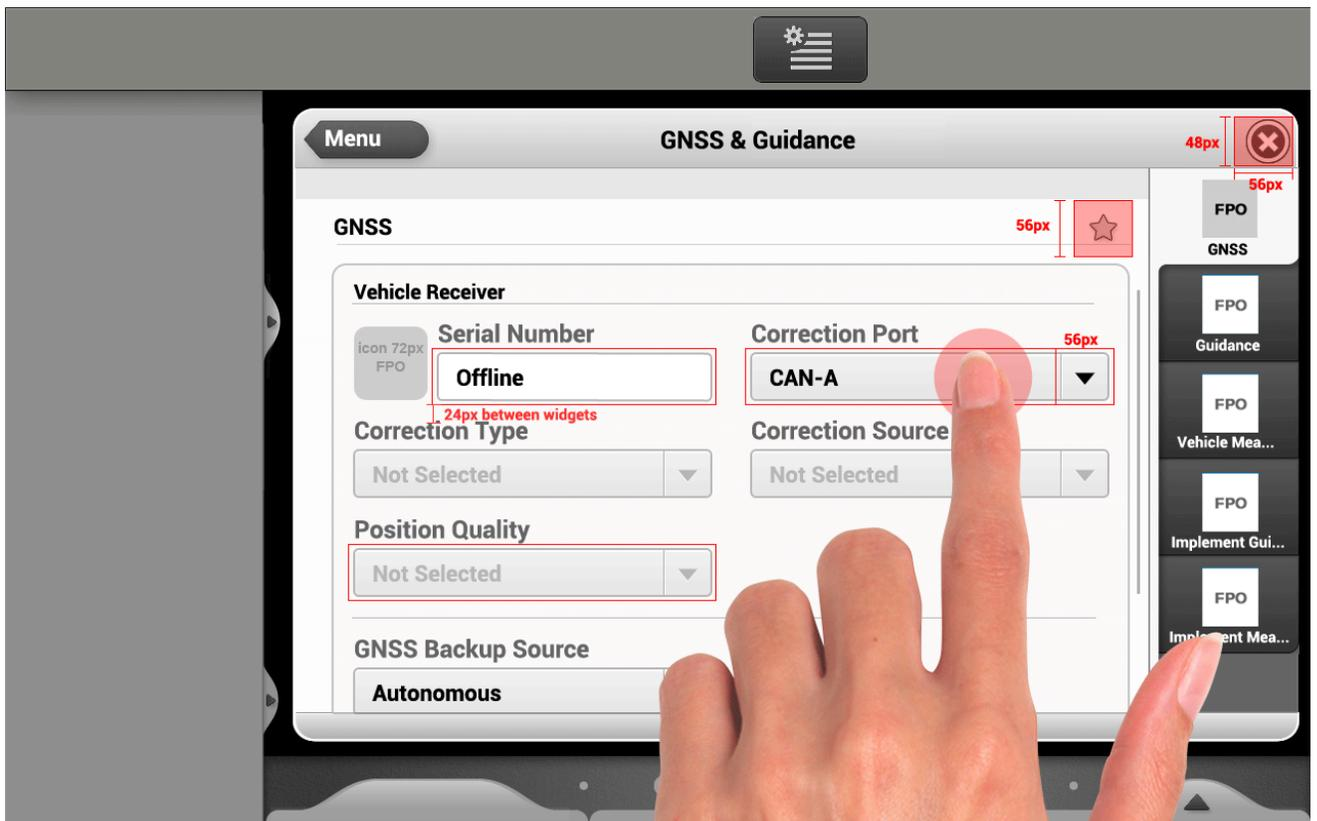 Menu
GNSS & Guidance
48px
56px
FPO
GNSS
GNSS
56px
FPO
Guidance
Vehicle Receiver
icon 72px
FPO
Serial Number
Offline
24px between widgets
Correction Port
56px
CAN-A
FPO
Vehicle Mea...
Correction Type
Not Selected
Correction Source
Not Selected
FPO
Implement Gui...
Position Quality
Not Selected
FPO
Implement Mea...
GNSS Backup Source
Autonomous